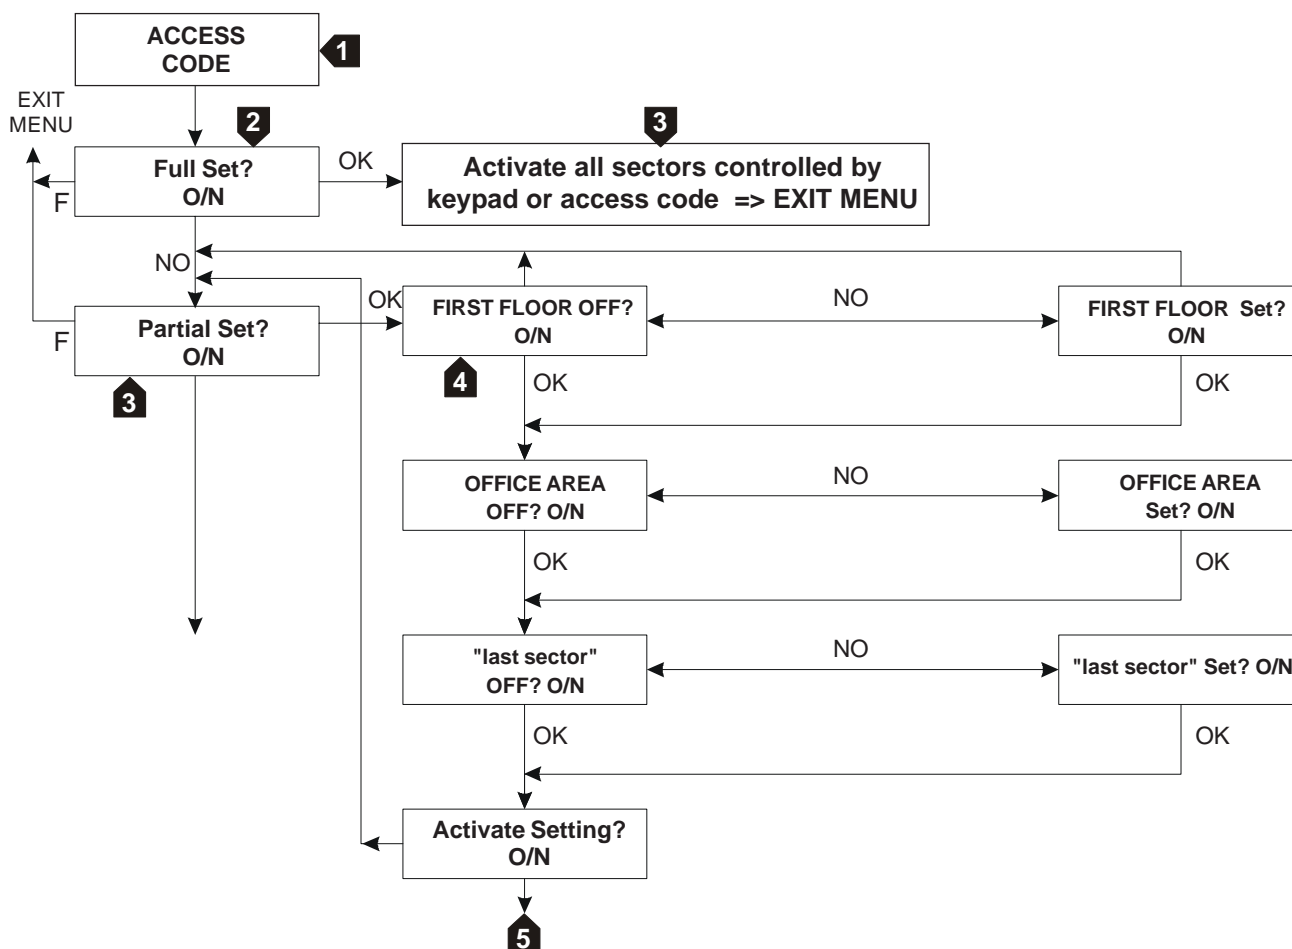 ACCESS
CODE
1
EXIT
MENU
2
3
Full Set?
O/N
OK
F
Activate all sectors controlled by
keypad or access code => EXIT MENU
NO
OK
FIRST FLOOR OFF?
O/N
NO
FIRST FLOOR Set?
O/N
Partial Set?
O/N
F
3
4
OK
OK
OFFICE AREA
OFF? O/N
NO
OFFICE AREA
Set? O/N
OK
OK
"last sector"
OFF? O/N
NO
"last sector" Set? O/N
OK
OK
Activate Setting?
O/N
5